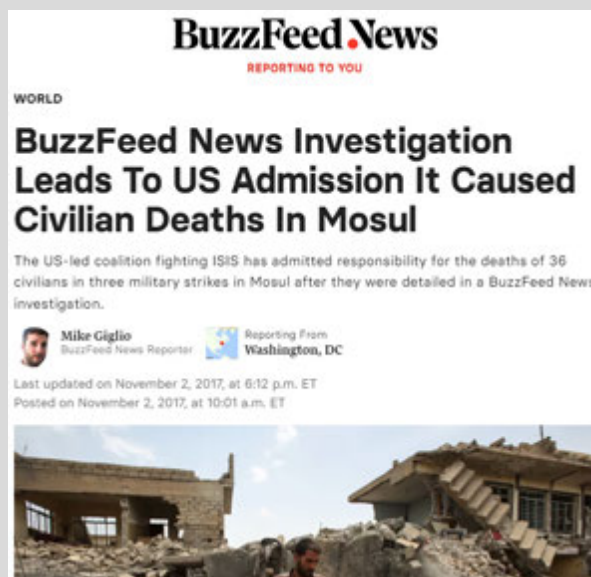 BuzzFeed News
REPORTING TO YOU
WORLD
BuzzFeed News Investigation
Leads To US Admission It Caused
Civilian Deaths In Mosul
The US-led coalition fighting ISIS has admitted responsibility for the deaths of 36
civilians in three military strikes in Mosul after they were detailed in a BuzzFeed News
investigation.
Mike Giglio
BuzzFeed News Reporter
Reporting From
Washington, DC
Last updated on November 2, 2017, at 6:12 p.m. ET
Posted on November 2, 2017, at 10:01 a.m. ET